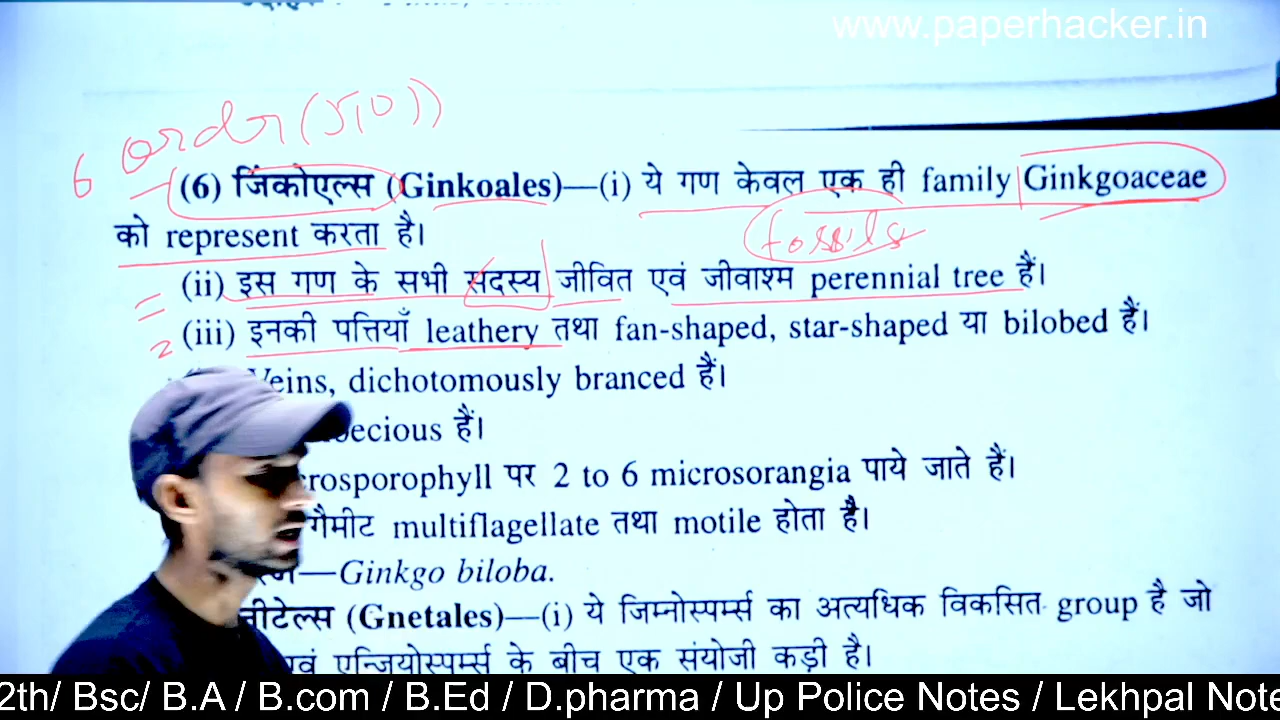 www.paperhacker.in
6 order (गण)
(6) जिंकोएल्स (Ginkoales)—(i) ये गण केवल एक ही family Ginkgoaceae
को represent करता है।
fossils
(ii) इस गण के सभी सदस्य जीवित एवं जीवाश्म perennial tree हैं।
(iii) इनकी पत्तियाँ leathery तथा fan-shaped, star-shaped या bilobed हैं।
Veins, dichotomously branced हैं।
oecious हैं।
crosporophyll पर 2 to 6 microsorangia पाये जाते हैं।
गैमीट multiflagellate तथा motile होता है।
—Ginkgo biloba.
नीटेल्स (Gnetales)—(i) ये जिम्नोस्पर्म्स का अत्यधिक विकसित group है जो
एवं एन्जियोस्पर्म्स के बीच एक संयोजी कड़ी है।
2th/ Bsc/ B.A / B.com / B.Ed / D.pharma / Up Police Notes / Lekhpal Note